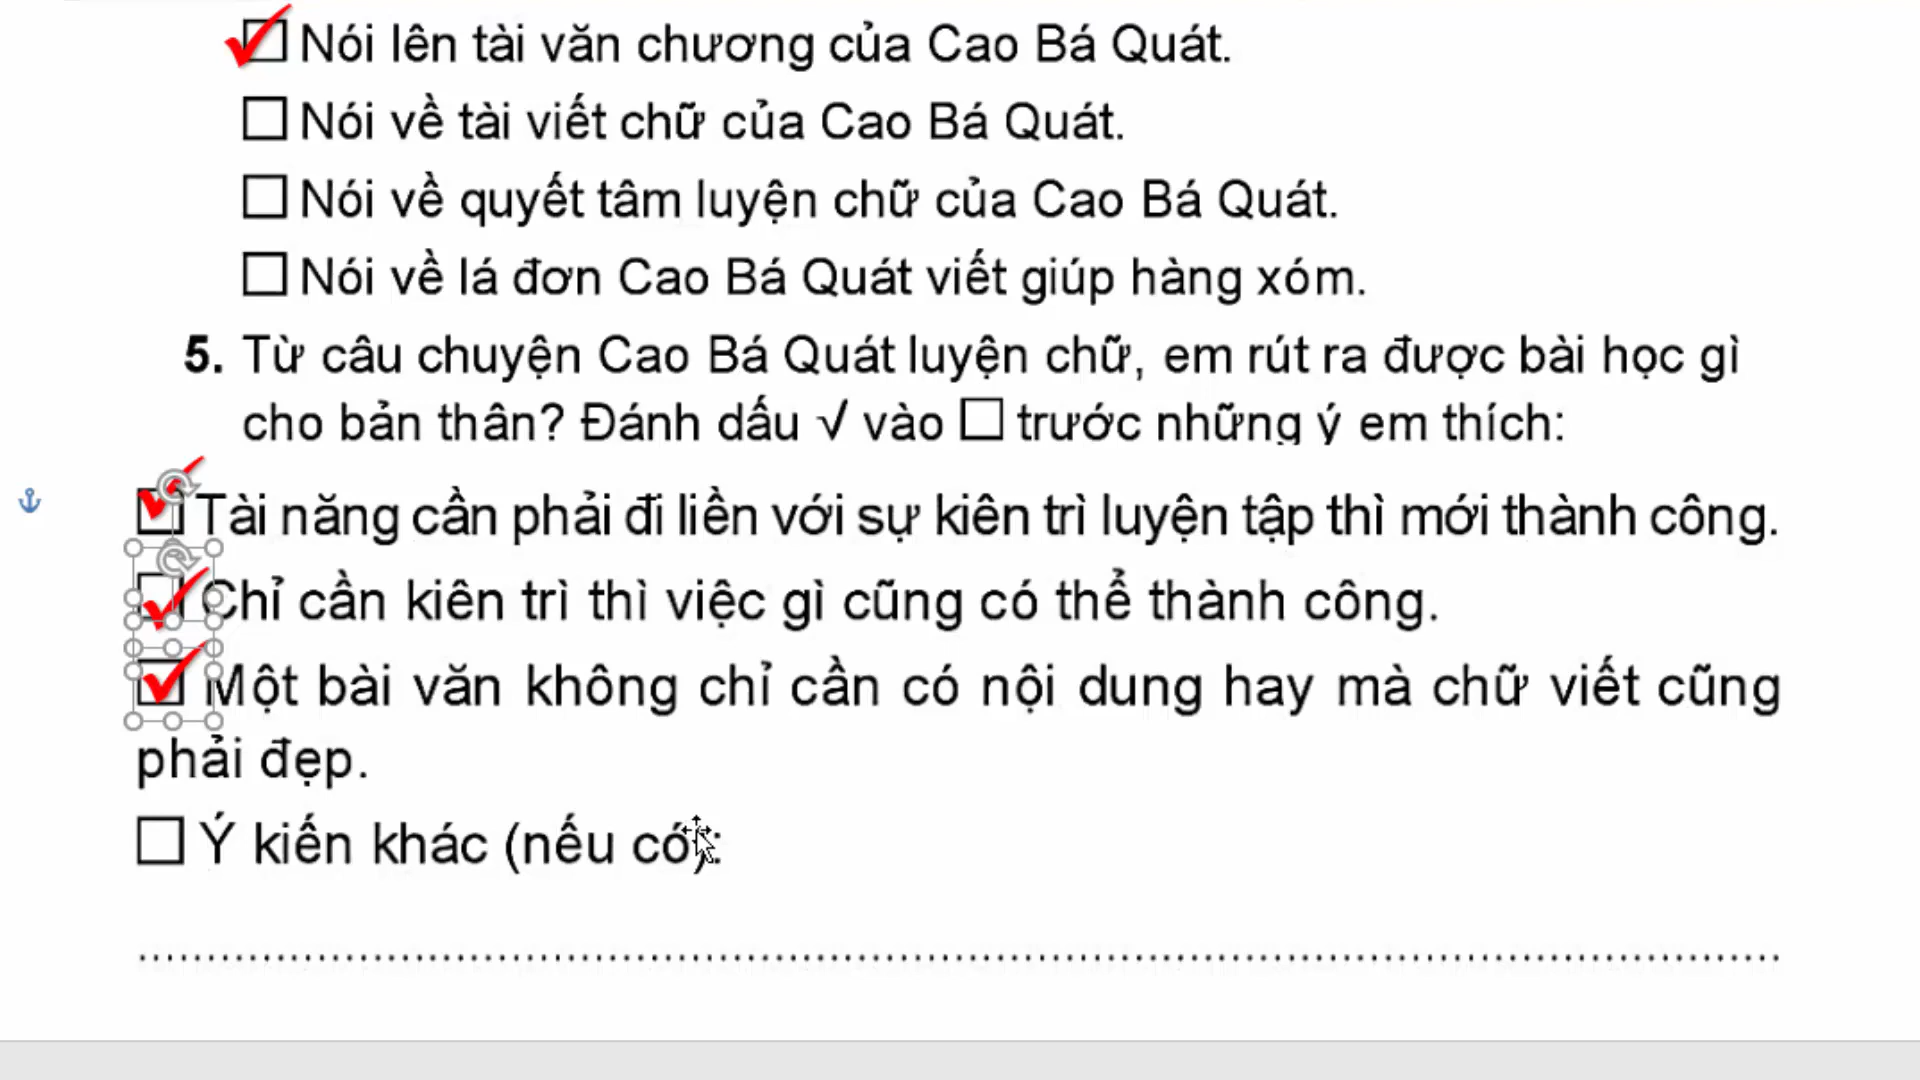 Nói lên tài văn chương của Cao Bá Quát.
Nói về tài viết chữ của Cao Bá Quát.
Nói về quyết tâm luyện chữ của Cao Bá Quát.
Nói về lá đơn Cao Bá Quát viết giúp hàng xóm.
5. Từ câu chuyện Cao Bá Quát luyện chữ, em rút ra được bài học gì
cho bản thân? Đánh dấu √ vào □ trước những ý em thích:
Tài năng cần phải đi liền với sự kiên trì luyện tập thì mới thành công.
Chỉ cần kiên trì thì việc gì cũng có thể thành công.
Một bài văn không chỉ cần có nội dung hay mà chữ viết cũng
phải đẹp.
Ý kiến khác (nếu có):